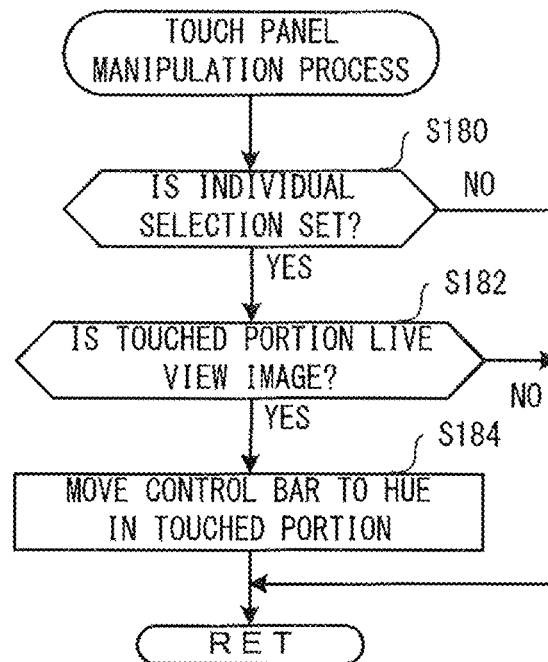 TOUCH PANEL
MANIPULATION PROCESS
S180
IS INDIVIDUAL
SELECTION SET?
NO
YES
S182
IS TOUCHED PORTION LIVE
VIEW IMAGE?
NO
YES
S184
MOVE CONTROL BAR TO HUE
IN TOUCHED PORTION
RET